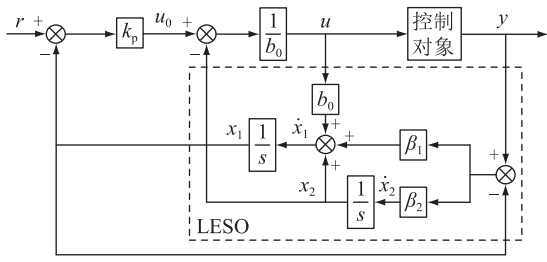 r + − k_p u_0 + − 1/b_0 u 控制对象 y
b_0
x_1 1/s ẋ_1 + + + β_1 + −
x_2 1/s ẋ_2 β_2
LESO